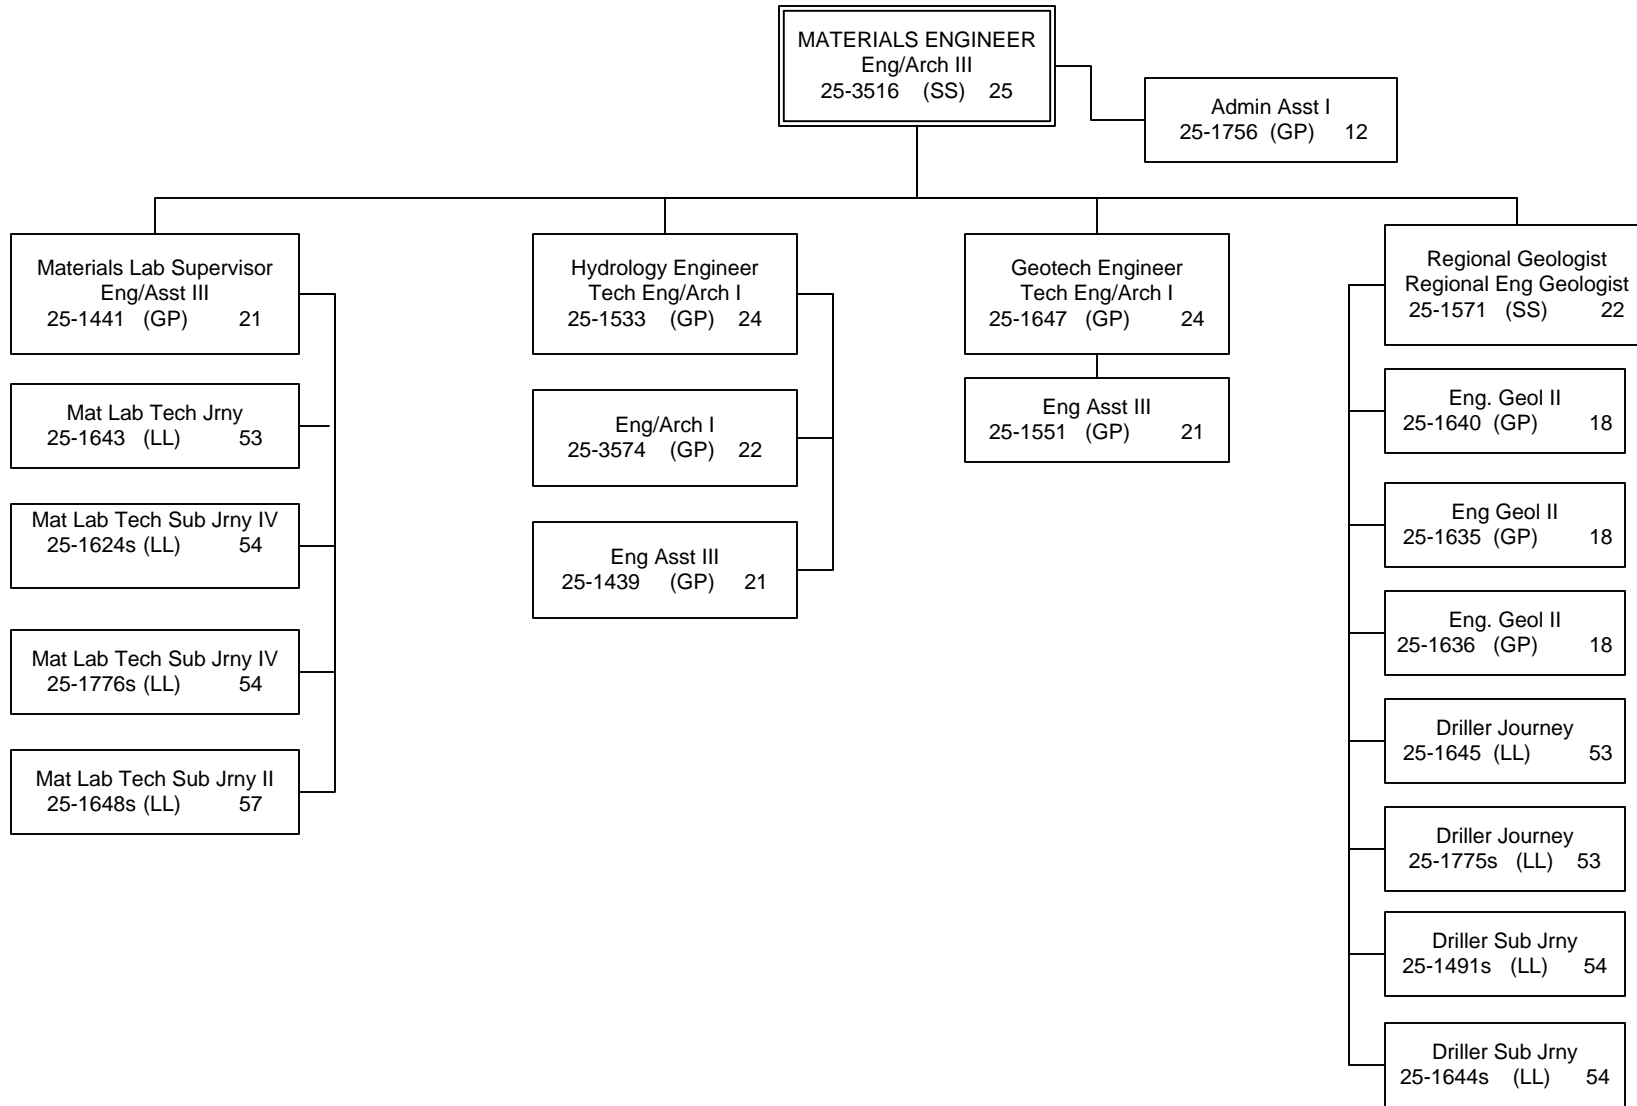 MATERIALS ENGINEER
Eng/Arch III
25-3516 (SS) 25
Admin Asst I
25-1756 (GP) 12
Materials Lab Supervisor
Eng/Asst III
25-1441 (GP) 21
Mat Lab Tech Jrny
25-1643 (LL) 53
Mat Lab Tech Sub Jrny IV
25-1624s (LL) 54
Mat Lab Tech Sub Jrny IV
25-1776s (LL) 54
Mat Lab Tech Sub Jrny II
25-1648s (LL) 57
Hydrology Engineer
Tech Eng/Arch I
25-1533 (GP) 24
Eng/Arch I
25-3574 (GP) 22
Eng Asst III
25-1439 (GP) 21
Geotech Engineer
Tech Eng/Arch I
25-1647 (GP) 24
Eng Asst III
25-1551 (GP) 21
Regional Geologist
Regional Eng Geologist
25-1571 (SS) 22
Eng. Geol II
25-1640 (GP) 18
Eng Geol II
25-1635 (GP) 18
Eng. Geol II
25-1636 (GP) 18
Driller Journey
25-1645 (LL) 53
Driller Journey
25-1775s (LL) 53
Driller Sub Jrny
25-1491s (LL) 54
Driller Sub Jrny
25-1644s (LL) 54